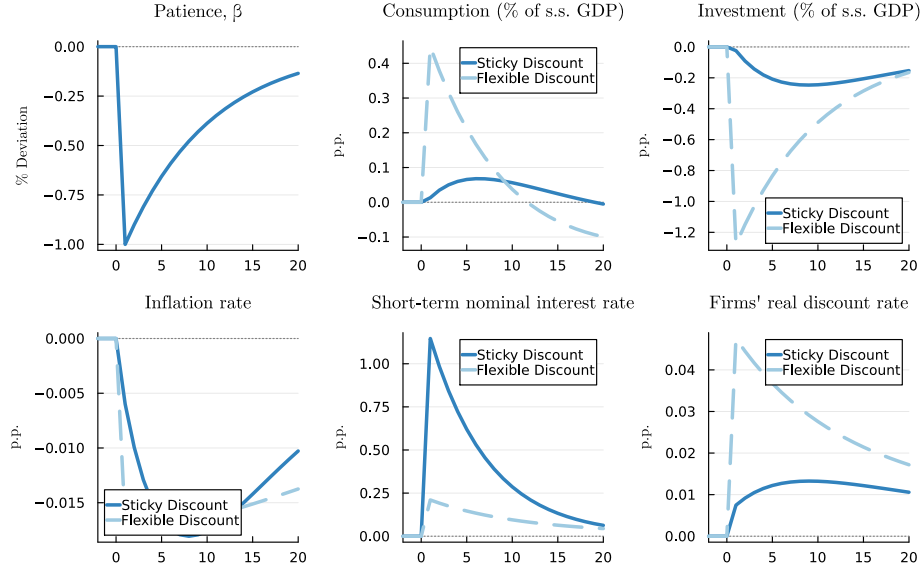 Patience, β
% Deviation
0.00
−0.25
−0.50
−0.75
−1.00
0 5 10 15 20
Consumption (% of s.s. GDP)
p.p.
0.4
0.3
0.2
0.1
0.0
−0.1
Sticky Discount
Flexible Discount
0 5 10 15 20
Investment (% of s.s. GDP)
p.p.
−0.0
−0.2
−0.4
−0.6
−0.8
−1.0
−1.2
Sticky Discount
Flexible Discount
0 5 10 15 20
Inflation rate
p.p.
0.000
−0.005
−0.010
−0.015
Sticky Discount
Flexible Discount
0 5 10 15 20
Short-term nominal interest rate
p.p.
1.00
0.75
0.50
0.25
0.00
Sticky Discount
Flexible Discount
0 5 10 15 20
Firms' real discount rate
p.p.
0.04
0.03
0.02
0.01
0.00
Sticky Discount
Flexible Discount
0 5 10 15 20